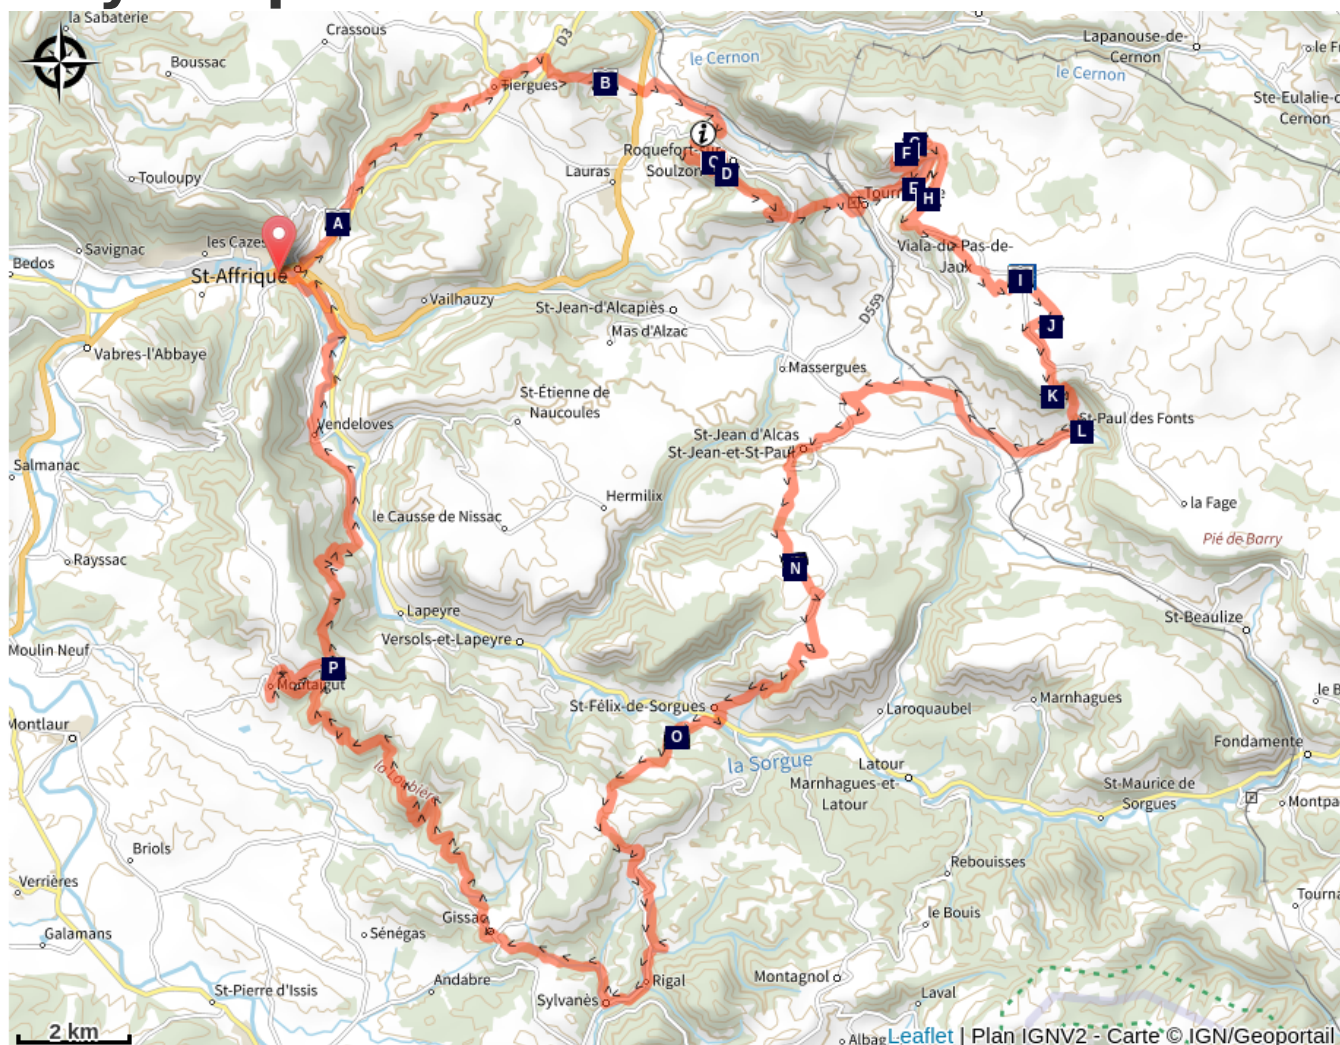 la Sabaterie
Crassous
D3
Boussac
le Cernon
Lapanouse-de-
Cernon
le Cernon
Tiergues
B
Ste-Eulalie-de-
Cernon
Roquefort-sur-
Soulzon
C
D
G
F
E
H
Touloupy
Lauras
A
Savignac
les Cazes
Bedos
St-Affrique
Viala-du-Pas-de-
Jaux
I
Vailhauzy
St-Jean-d'Alcapiès
D559
J
Mas d'Alzac
Vabres-l'Abbaye
Massergues
St-Étienne de
Naucoules
K
St-Paul des Fonts
L
Vendeloves
St-Jean d'Alcas
St-Jean-et-St-Paul
Salmanac
Hermilix
la Fage
le Causse de Nissac
Pié de Barry
Rayssac
N
Lapeyre
St-Beaulize
Versols-et-Lapeyre
Moulin Neuf
P
Montaigut
Marnhagues
St-Félix-de-Sorgues
Laroquaubel
Montlaur
O
Fondamente
la Sorgue
Latour
Marnhagues-et-
Latour
St-Maurice de
Sorgues
la Loubière
Briols
Rebouisses
Verrières
Gissac
le Bouis
Sénégas
Galamans
Andabre
Rigal
Montagnol
St-Pierre d'Issis
Sylvanès
Laval
2 km
Leaflet | Plan IGNV2 - Carte © IGN/Geoportail